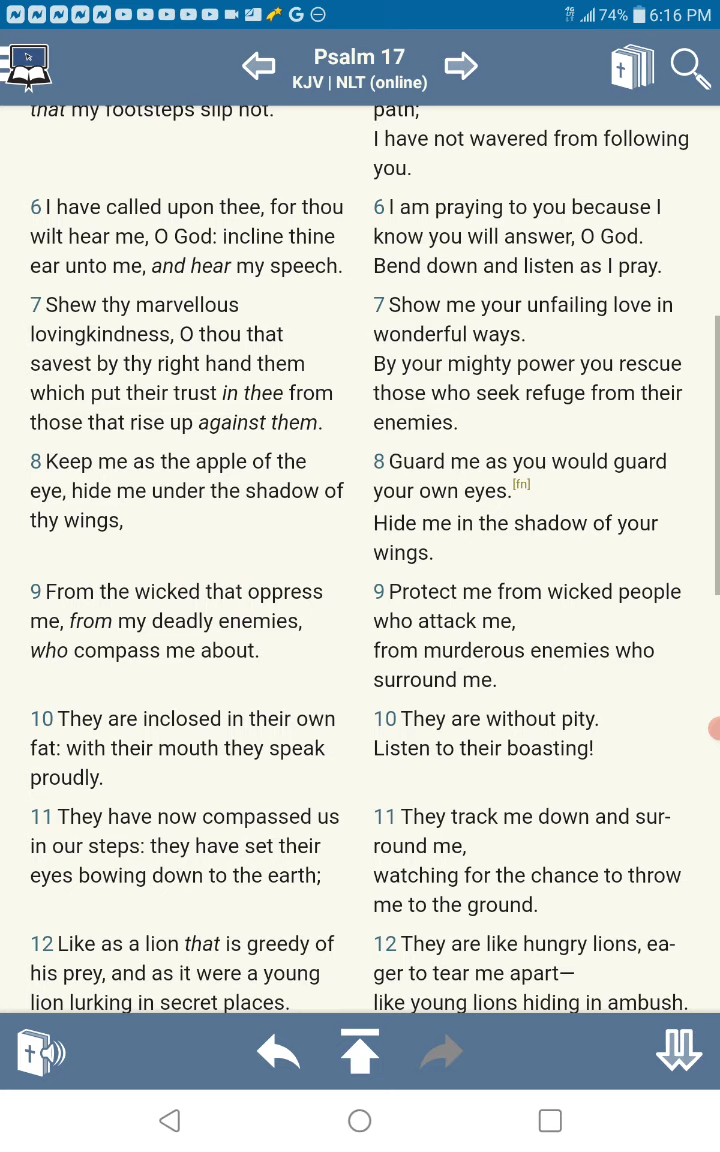 74% 6:16 PM
Psalm 17
KJV | NLT (online)
that my footsteps slip not.
6 I have called upon thee, for thou
wilt hear me, O God: incline thine
ear unto me, and hear my speech.
7 Shew thy marvellous
lovingkindness, O thou that
savest by thy right hand them
which put their trust in thee from
those that rise up against them.
8 Keep me as the apple of the
eye, hide me under the shadow of
thy wings,
9 From the wicked that oppress
me, from my deadly enemies,
who compass me about.
10 They are inclosed in their own
fat: with their mouth they speak
proudly.
11 They have now compassed us
in our steps: they have set their
eyes bowing down to the earth;
12 Like as a lion that is greedy of
his prey, and as it were a young
lion lurking in secret places.
path;
I have not wavered from following
you.
6 I am praying to you because I
know you will answer, O God.
Bend down and listen as I pray.
7 Show me your unfailing love in
wonderful ways.
By your mighty power you rescue
those who seek refuge from their
enemies.
8 Guard me as you would guard
your own eyes.[fn]
Hide me in the shadow of your
wings.
9 Protect me from wicked people
who attack me,
from murderous enemies who
surround me.
10 They are without pity.
Listen to their boasting!
11 They track me down and sur-
round me,
watching for the chance to throw
me to the ground.
12 They are like hungry lions, ea-
ger to tear me apart—
like young lions hiding in ambush.